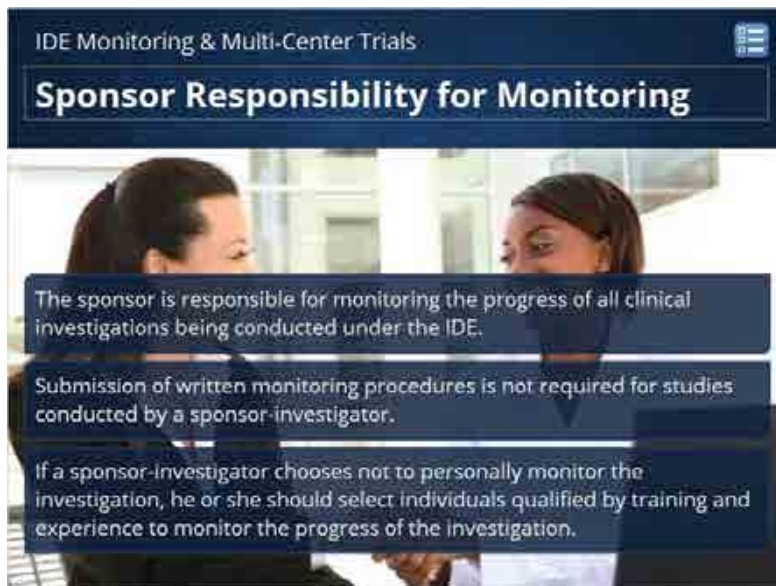 IDE Monitoring & Multi-Center Trials
Sponsor Responsibility for Monitoring
The sponsor is responsible for monitoring the progress of all clinical
investigations being conducted under the IDE.
Submission of written monitoring procedures is not required for studies
conducted by a sponsor-investigator.
If a sponsor-investigator chooses not to personally monitor the
investigation, he or she should select individuals qualified by training and
experience to monitor the progress of the investigation.